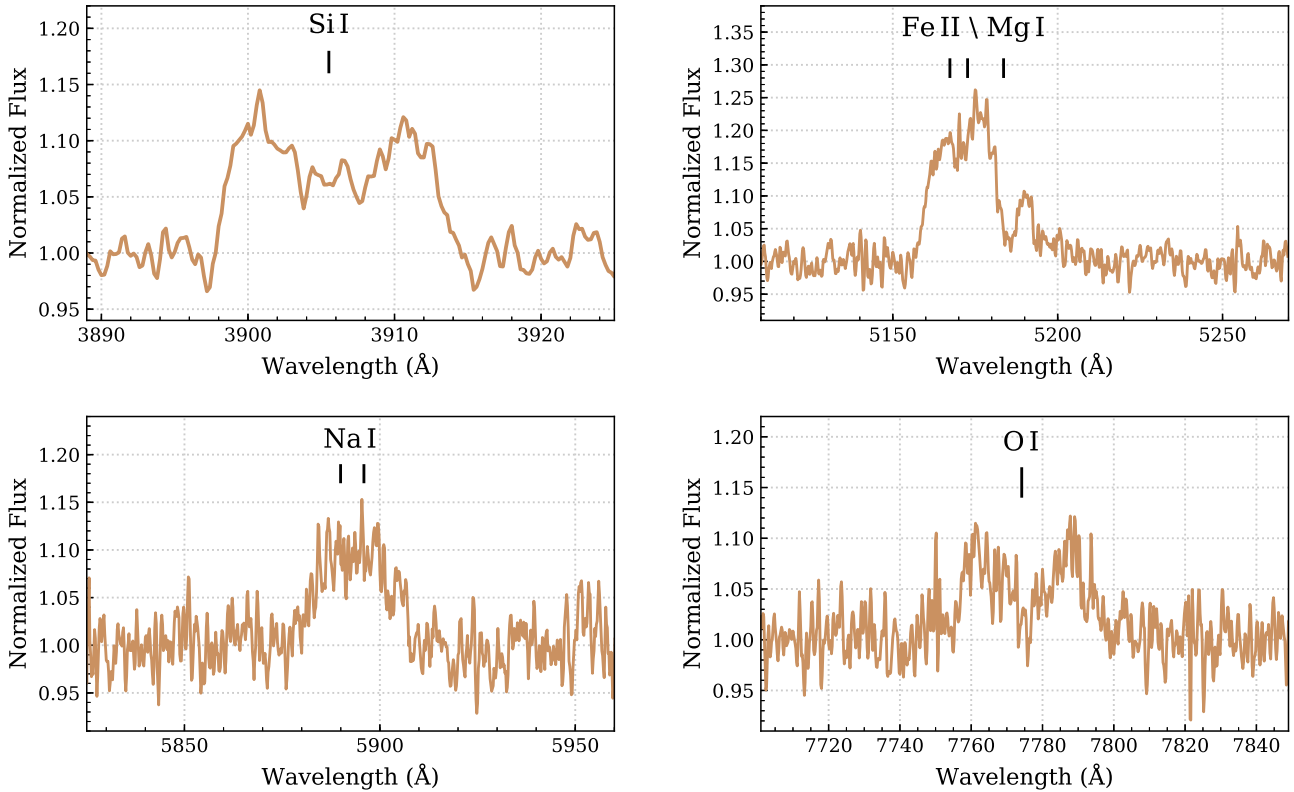 Si I
Normalized Flux
1.20
1.15
1.10
1.05
1.00
0.95
3890 3900 3910 3920
Wavelength (Å)
Fe II \ Mg I
Normalized Flux
1.35
1.30
1.25
1.20
1.15
1.10
1.05
1.00
0.95
5150 5200 5250
Wavelength (Å)
Na I
Normalized Flux
1.20
1.15
1.10
1.05
1.00
0.95
5850 5900 5950
Wavelength (Å)
O I
Normalized Flux
1.20
1.15
1.10
1.05
1.00
0.95
7720 7740 7760 7780 7800 7820 7840
Wavelength (Å)